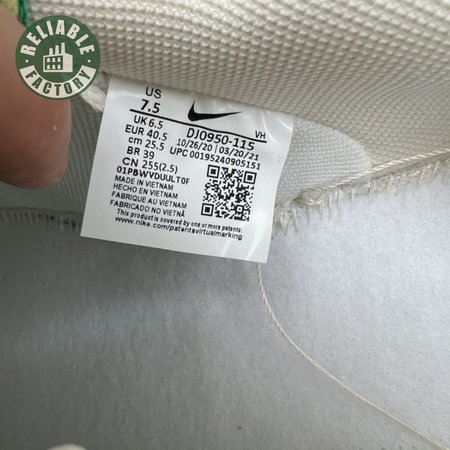 RELIABLE
FACTORY
US
7.5
UK 6.5
EUR 40.5
cm 25.5
BR 39
CN 255(2.5)
DJ0950-115
VH
10/26/20 | 03/20/21
UPC 00195240905151
01PBWVDUULT0F
MADE IN VIETNAM
HECHO EN VIETNAM
FABRIQUÉ AU VIETNAM
FABRICADO NO VIETNÃ
This product is covered by one or more of
www.nike.com/patentsvirtualmarking